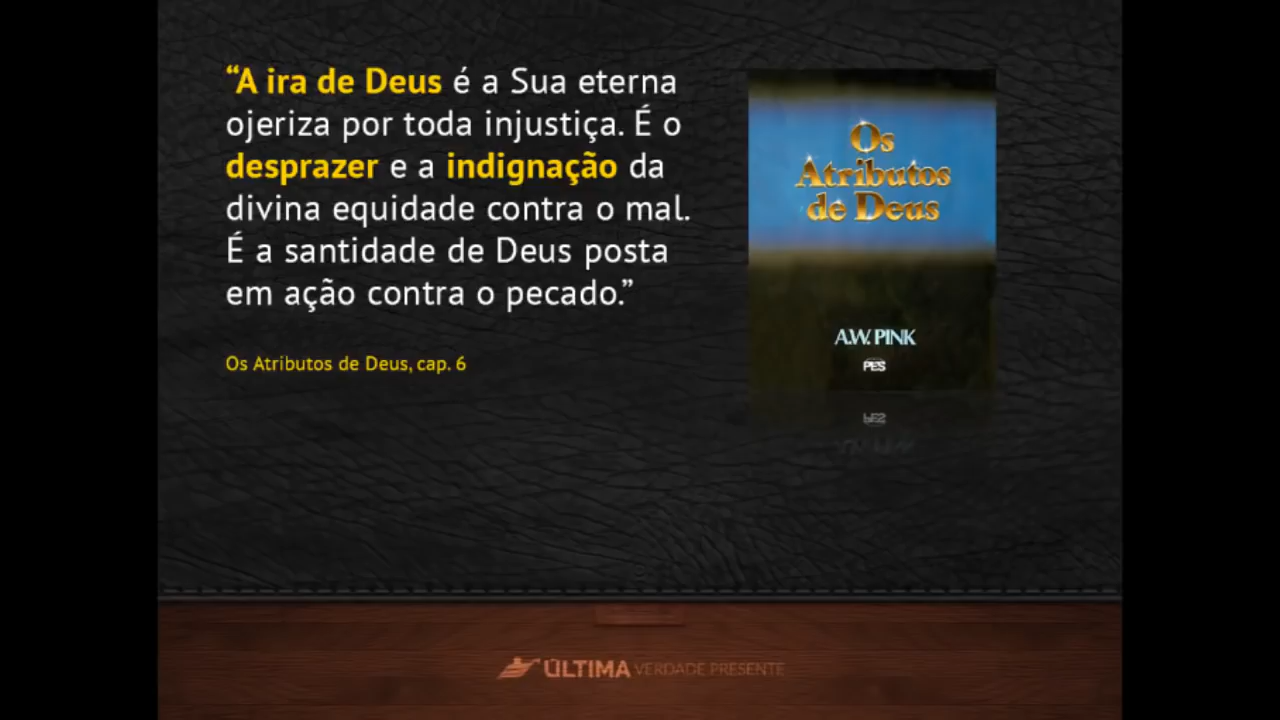 “A ira de Deus é a Sua eterna
ojeriza por toda injustiça. É o
desprazer e a indignação da
divina equidade contra o mal.
É a santidade de Deus posta
em ação contra o pecado.”
Os Atributos de Deus, cap. 6
Os
Atributos
de Deus
A.W. PINK
PES
ÚLTIMA VERDADE PRESENTE